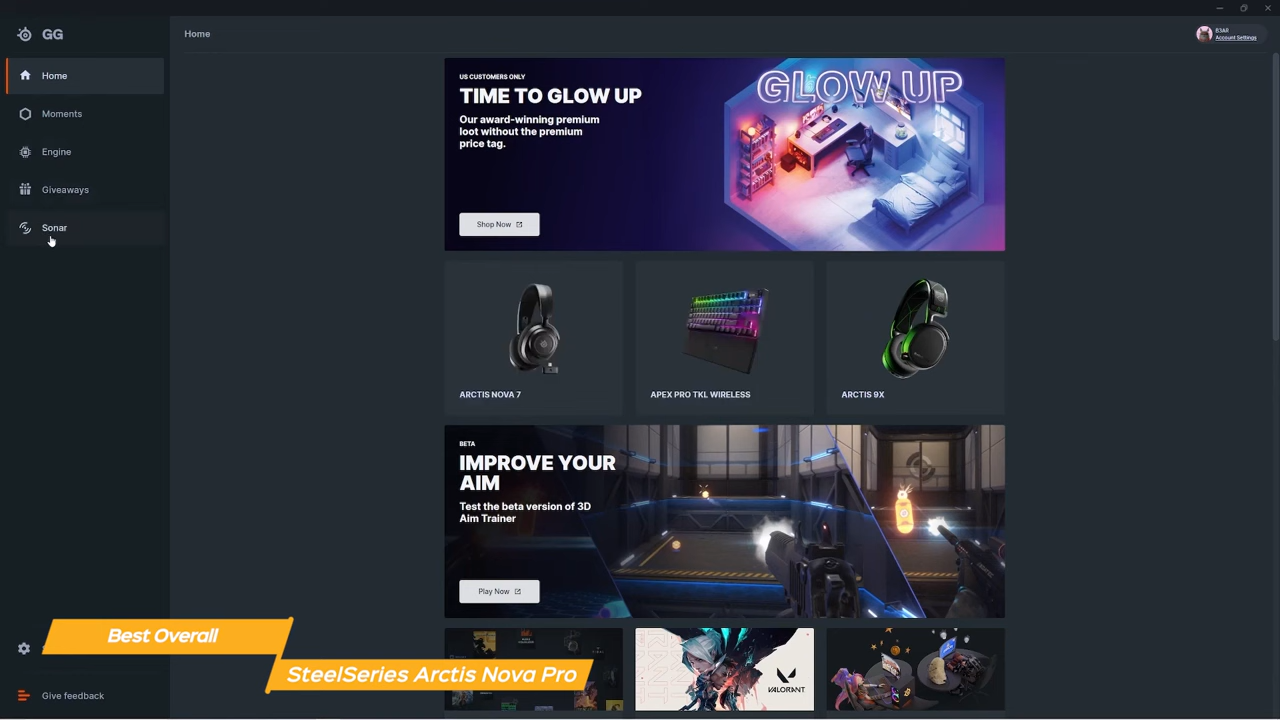 GG
Home
Moments
Engine
Giveaways
Sonar
Home
B3AR
Account Settings
US CUSTOMERS ONLY
TIME TO GLOW UP
Our award-winning premium
loot without the premium
price tag.
Shop Now
GLOW UP
ARCTIS NOVA 7
APEX PRO TKL WIRELESS
ARCTIS 9X
BETA
IMPROVE YOUR
AIM
Test the beta version of 3D
Aim Trainer
Play Now
VALORANT
Best Overall
SteelSeries Arctis Nova Pro
Give feedback